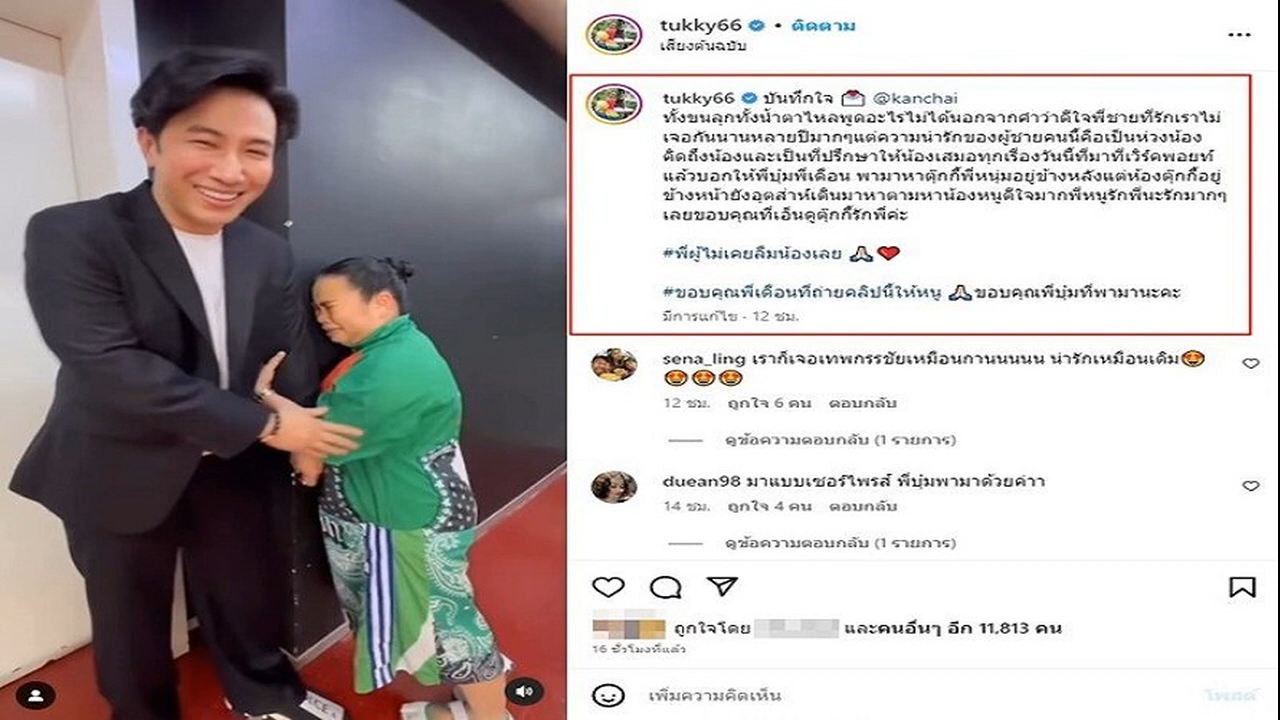 tukky66 • ติดตาม
เสียงต้นฉบับ
tukky66 บันทึกใจ 💌 @kanchai
ทั้งขนลุกทั้งน้ำตาไหลพูดอะไรไม่ได้นอกจากคำว่าดีใจพี่ชายที่รักเราไม่
เจอกันนานหลายปีมากๆแต่ความน่ารักของผู้ชายคนนี้คือเป็นห่วงน้อง
คิดถึงน้องและเป็นที่ปรึกษาให้น้องเสมอทุกเรื่องวันนี้ที่มาที่เวิร์คพอยท์
แล้วบอกให้พี่บุ๋มพี่เดือน พามาหาตุ๊กกี้พี่หนุ่มอยู่ข้างหลังแต่ห้องตุ๊กกี้อยู่
ข้างหน้ายังอุตส่าห์เดินมาหาตามหาน้องหนูดีใจมากพี่หนูรักพี่นะรักมากๆ
เลยขอบคุณที่เอ็นดูตุ๊กกี้รักพี่ค่ะ
#พี่ผู้ไม่เคยลืมน้องเลย 🙏🏻❤️
#ขอบคุณพี่เดือนที่ถ่ายคลิปนี้ให้หนู 🙏🏻ขอบคุณพี่บุ๋มที่พามานะคะ
มีการแก้ไข · 12 ชม.
sena_ling เราก็เจอเทพกรรชัยเหมือนกานนนนน น่ารักเหมือนเดิม🤩
🤩🤩🤩
12 ชม. ถูกใจ 6 คน ตอบกลับ
ดูข้อความตอบกลับ (1 รายการ)
duean98 มาแบบเซอร์ไพรส์ พี่บุ๋มพามาด้วยค่าา
14 ชม. ถูกใจ 4 คน ตอบกลับ
ดูข้อความตอบกลับ (1 รายการ)
ถูกใจโดย และคนอื่นๆ อีก 11,813 คน
16 ชั่วโมงที่แล้ว
เพิ่มความคิดเห็น
โพสต์